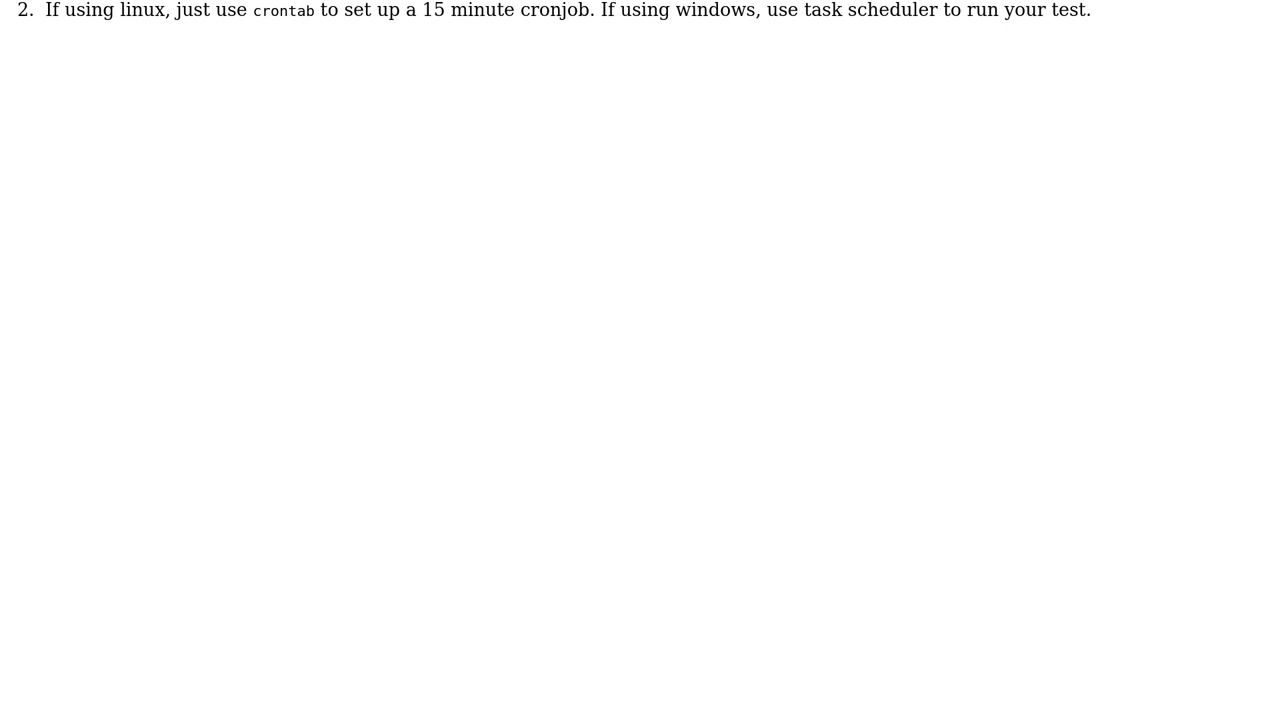 2. If using linux, just use crontab to set up a 15 minute cronjob. If using windows, use task scheduler to run your test.